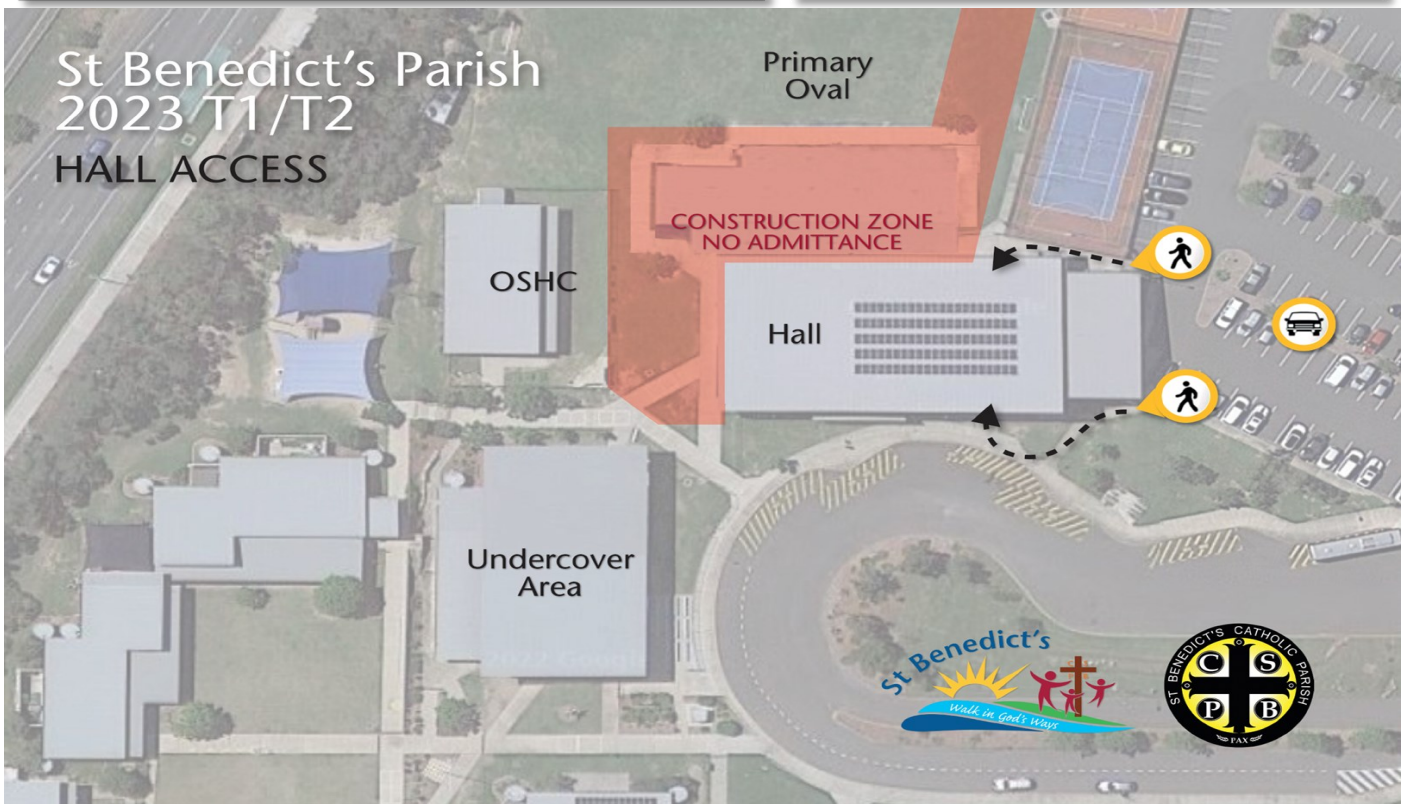 St Benedict's Parish
2023 T1/T2
HALL ACCESS
Primary
Oval
CONSTRUCTION ZONE
NO ADMITTANCE
OSHC
Hall
Undercover
Area
St Benedict's
Walk in God's Ways
ST BENEDICT'S CATHOLIC PARISH
C S
P B
PAX